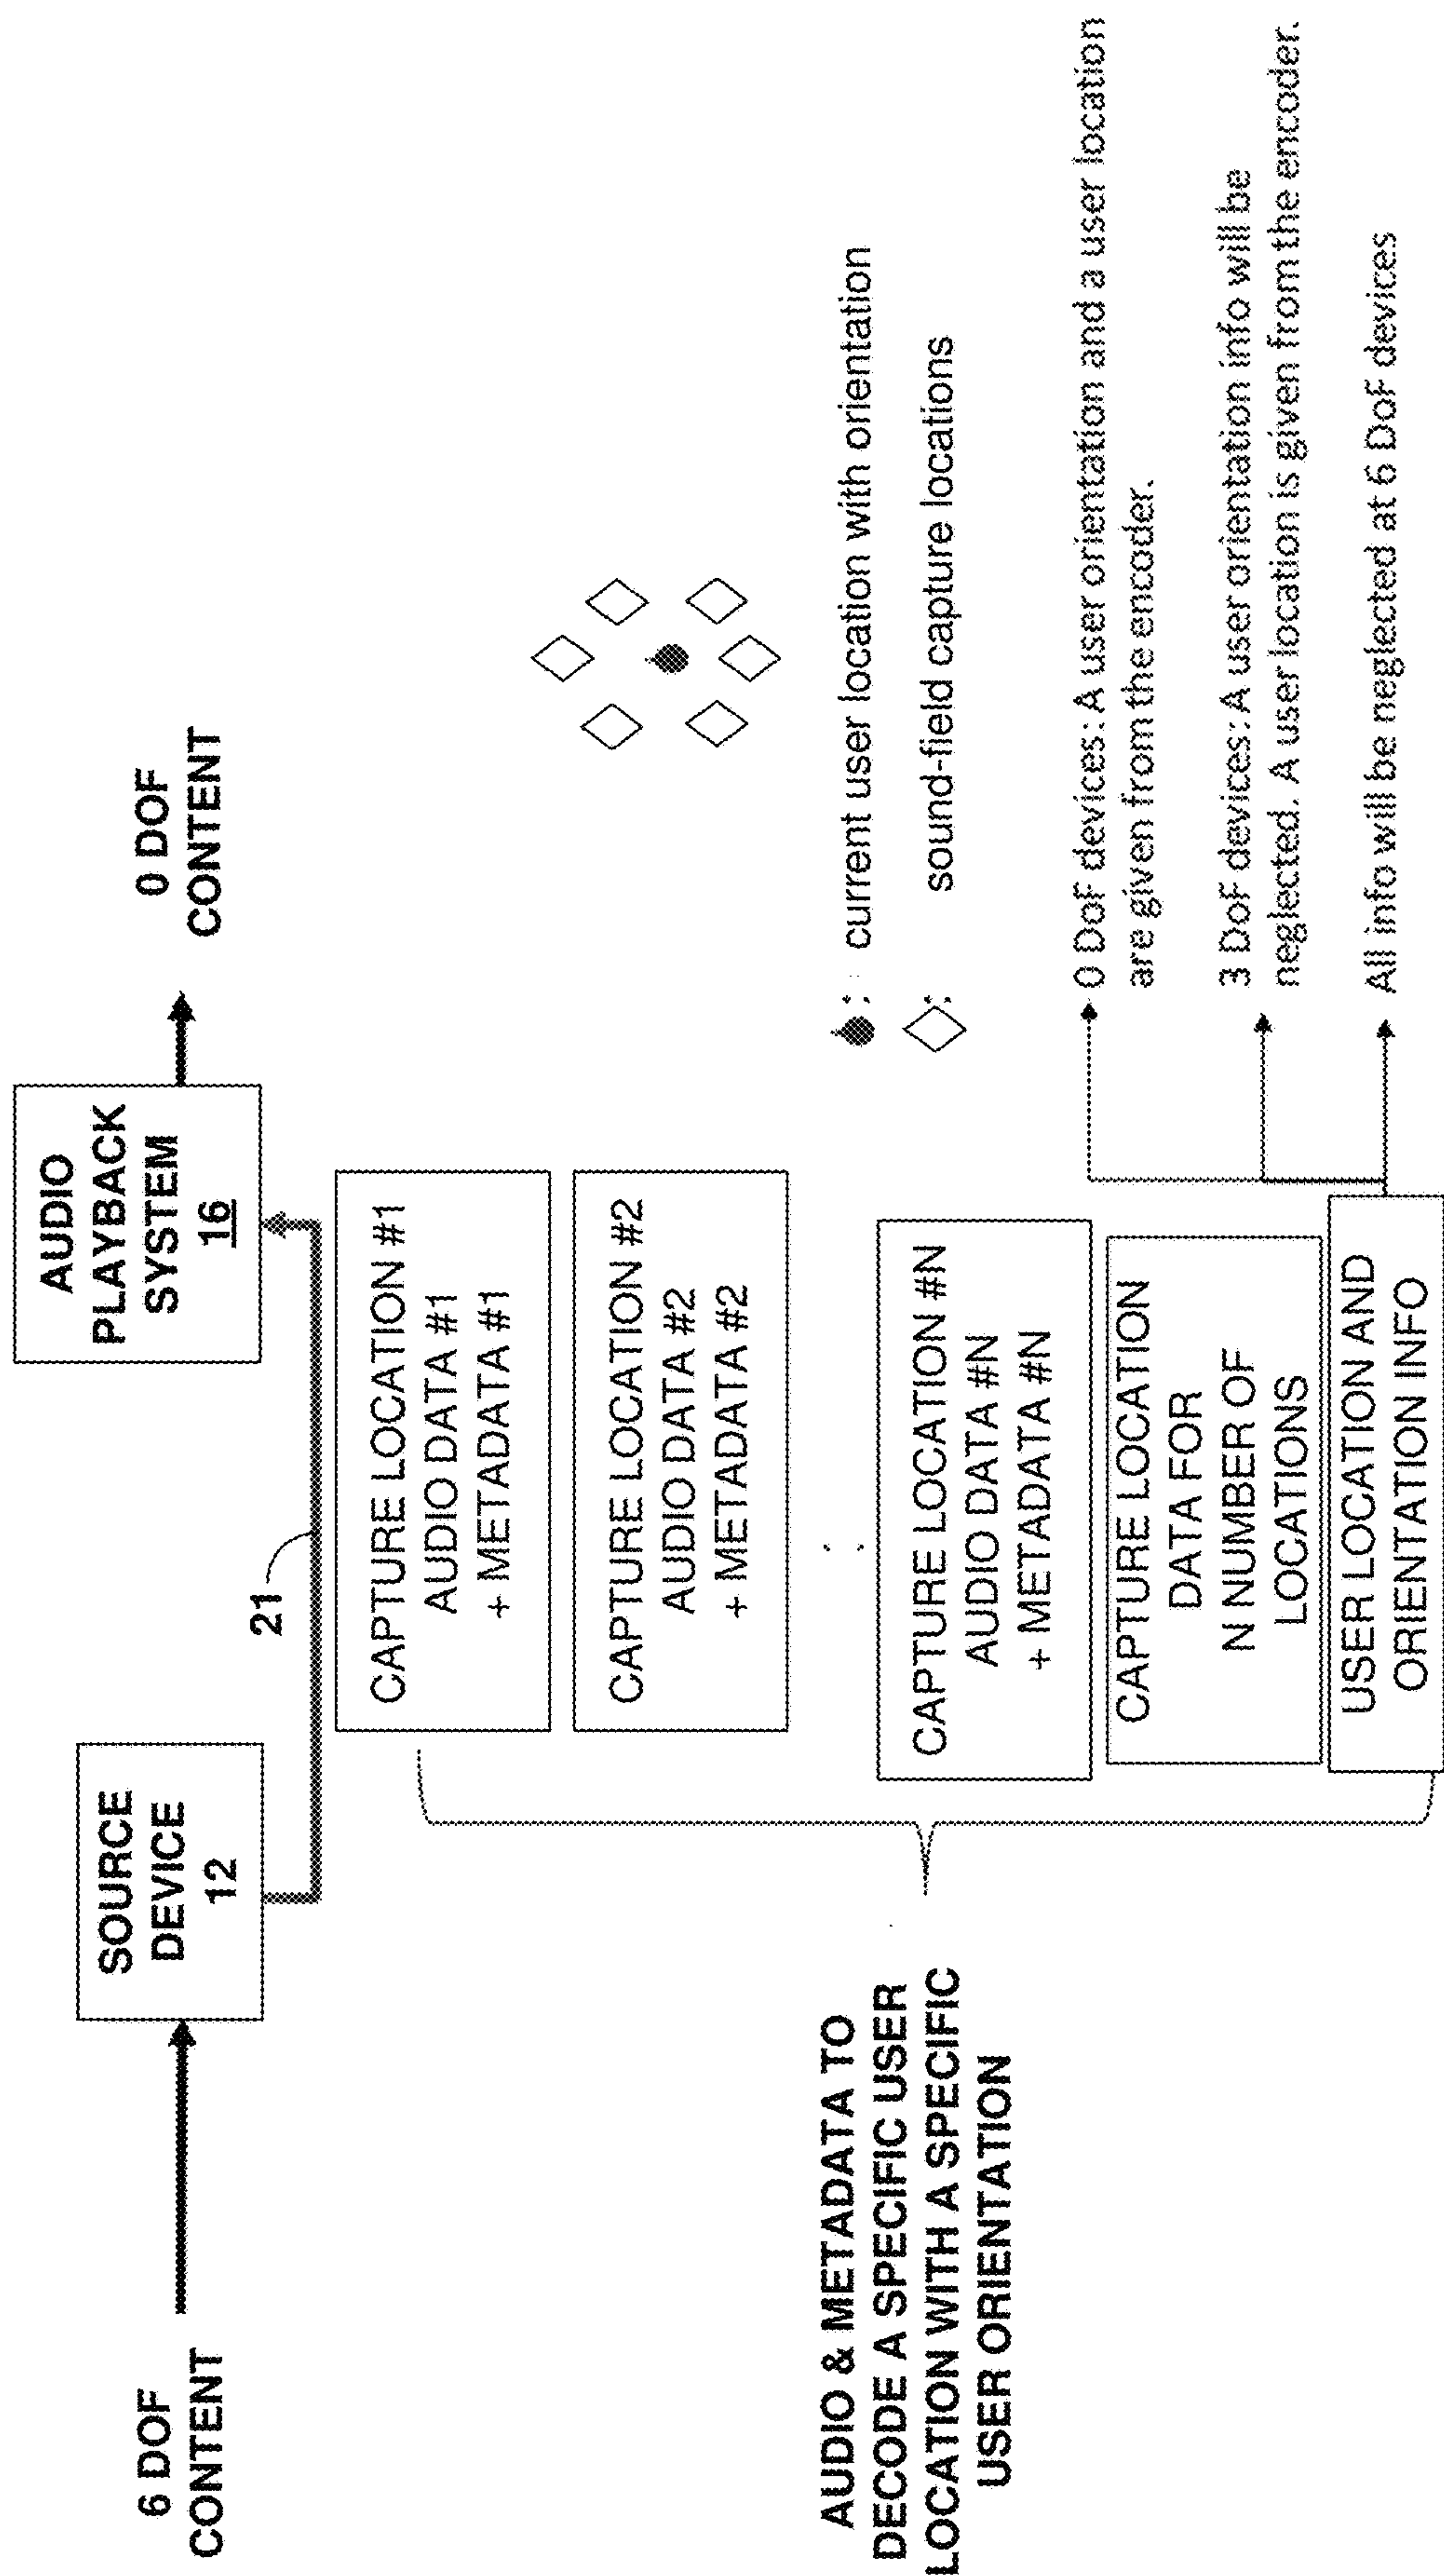 6 DOF
CONTENT
SOURCE
DEVICE
12
21
AUDIO
PLAYBACK
SYSTEM
16
0 DOF
CONTENT
AUDIO & METADATA TO
DECODE A SPECIFIC USER
LOCATION WITH A SPECIFIC
USER ORIENTATION
CAPTURE LOCATION #1
AUDIO DATA #1
+ METADATA #1
CAPTURE LOCATION #2
AUDIO DATA #2
+ METADATA #2
CAPTURE LOCATION #N
AUDIO DATA #N
+ METADATA #N
CAPTURE LOCATION
DATA FOR
N NUMBER OF
LOCATIONS
USER LOCATION AND
ORIENTATION INFO
: current user location with orientation
: sound-field capture locations
0 DoF devices: A user orientation and a user location
are given from the encoder.
3 DoF devices: A user orientation info will be
neglected. A user location is given from the encoder.
All info will be neglected at 6 DoF devices